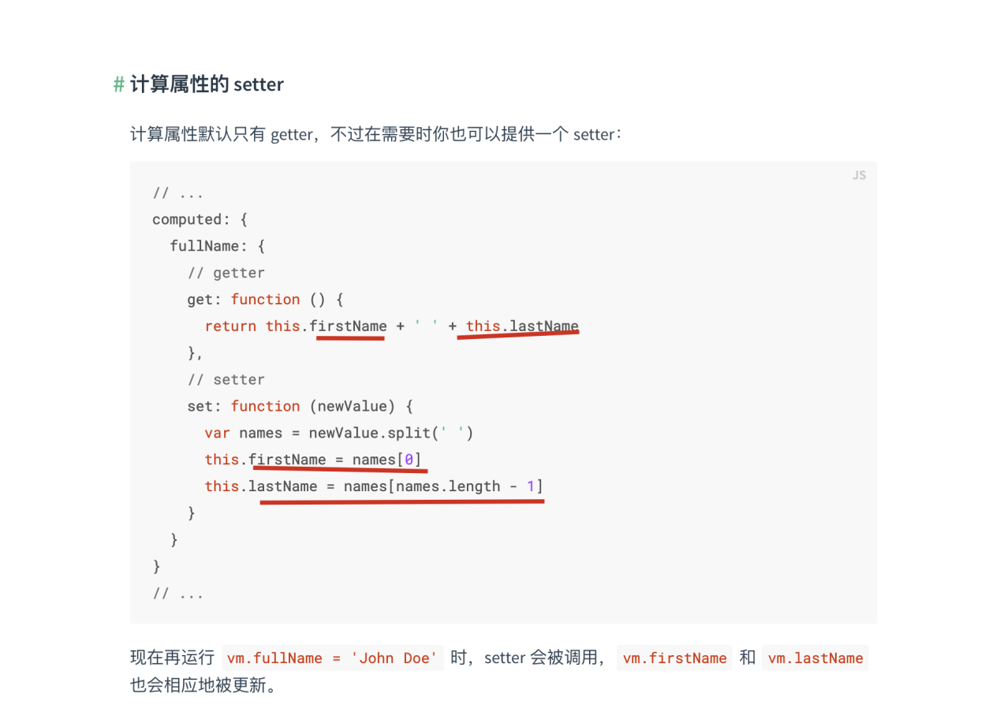 # 计算属性的 setter
计算属性默认只有 getter，不过在需要时你也可以提供一个 setter：
JS
// ...
computed: {
  fullName: {
    // getter
    get: function () {
      return this.firstName + ' ' + this.lastName
    },
    // setter
    set: function (newValue) {
      var names = newValue.split(' ')
      this.firstName = names[0]
      this.lastName = names[names.length - 1]
    }
  }
}
// ...
现在再运行 vm.fullName = 'John Doe' 时，setter 会被调用，vm.firstName 和 vm.lastName
也会相应地被更新。